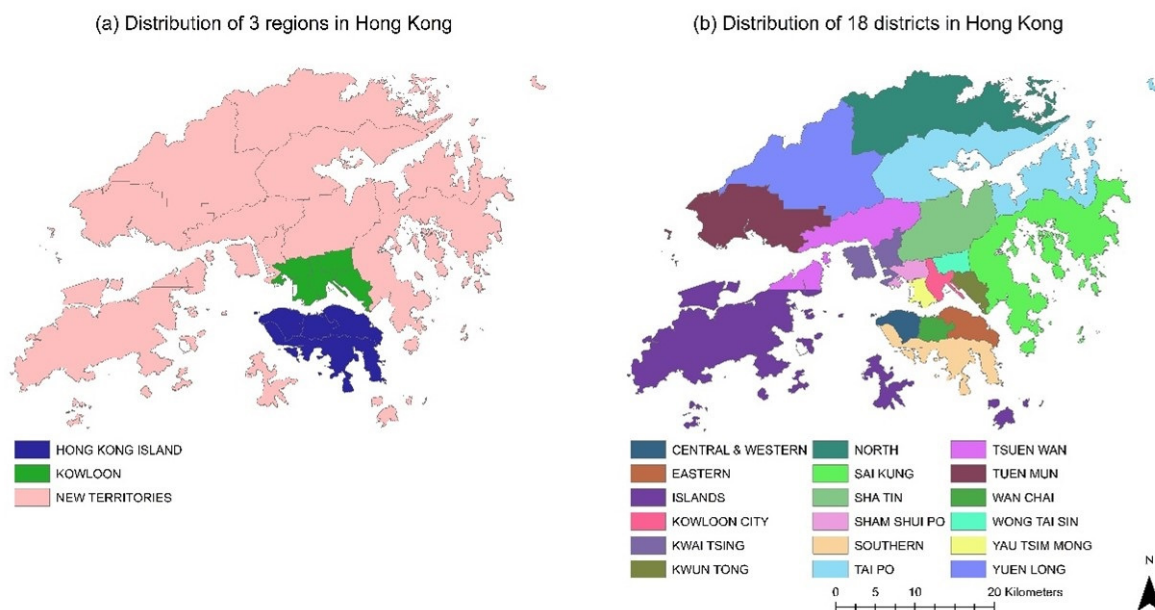 (a) Distribution of 3 regions in Hong Kong
HONG KONG ISLAND
KOWLOON
NEW TERRITORIES
(b) Distribution of 18 districts in Hong Kong
CENTRAL & WESTERN
EASTERN
ISLANDS
KOWLOON CITY
KWAI TSING
KWUN TONG
NORTH
SAI KUNG
SHA TIN
SHAM SHUI PO
SOUTHERN
TAI PO
TSUEN WAN
TUEN MUN
WAN CHAI
WONG TAI SIN
YAU TSIM MONG
YUEN LONG
0 5 10 20 Kilometers
N